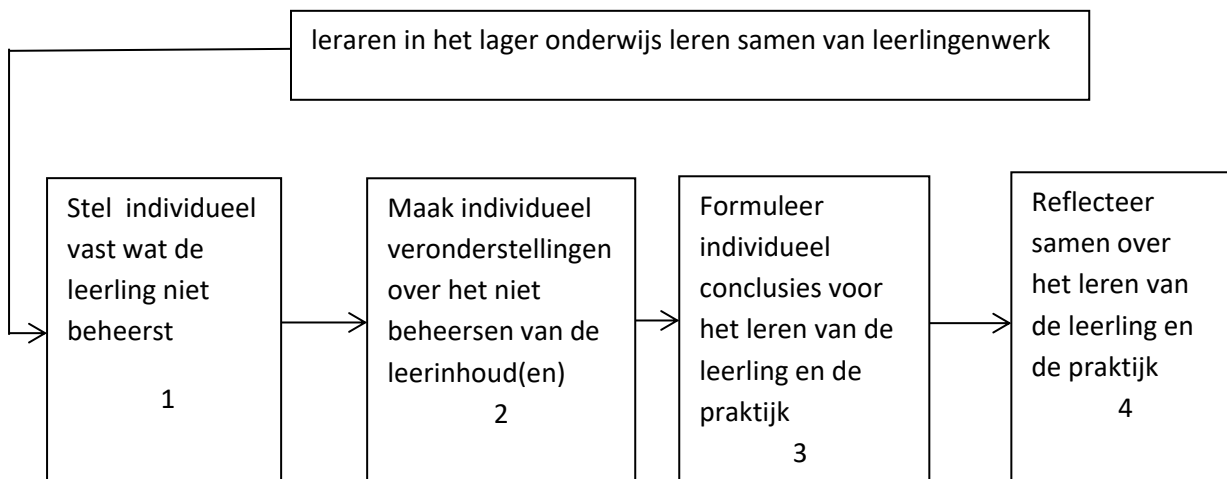 leraren in het lager onderwijs leren samen van leerlingenwerk
Stel individueel
vast wat de
leerling niet
beheerst
1
Maak individueel
veronderstellingen
over het niet
beheersen van de
leerinhoud(en)
2
Formuleer
individueel
conclusies voor
het leren van de
leerling en de
praktijk
3
Reflecteer
samen over
het leren van
de leerling en
de praktijk
4